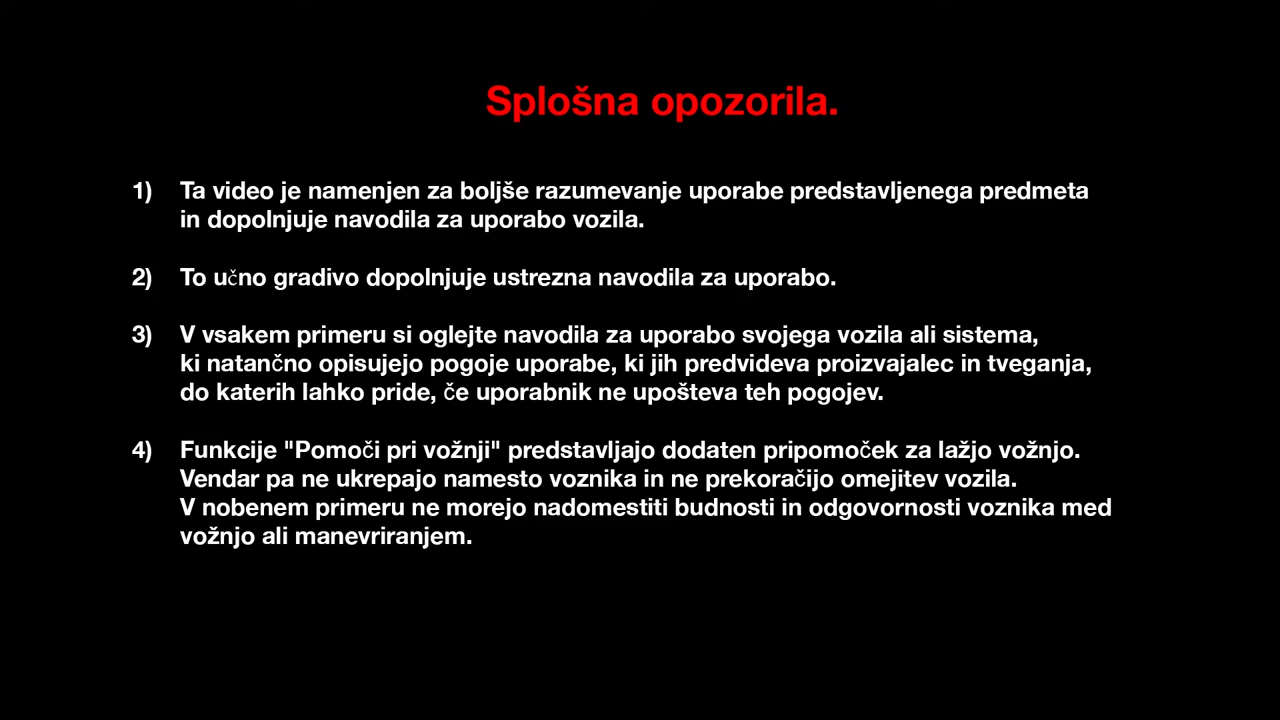 Splošna opozorila.
1) Ta video je namenjen za boljše razumevanje uporabe predstavljenega predmeta
in dopolnjuje navodila za uporabo vozila.
2) To učno gradivo dopolnjuje ustrezna navodila za uporabo.
3) V vsakem primeru si oglejte navodila za uporabo svojega vozila ali sistema,
ki natančno opisujejo pogoje uporabe, ki jih predvideva proizvajalec in tveganja,
do katerih lahko pride, če uporabnik ne upošteva teh pogojev.
4) Funkcije "Pomoči pri vožnji" predstavljajo dodaten pripomoček za lažjo vožnjo.
Vendar pa ne ukrepajo namesto voznika in ne prekoračijo omejitev vozila.
V nobenem primeru ne morejo nadomestiti budnosti in odgovornosti voznika med
vožnjo ali manevriranjem.